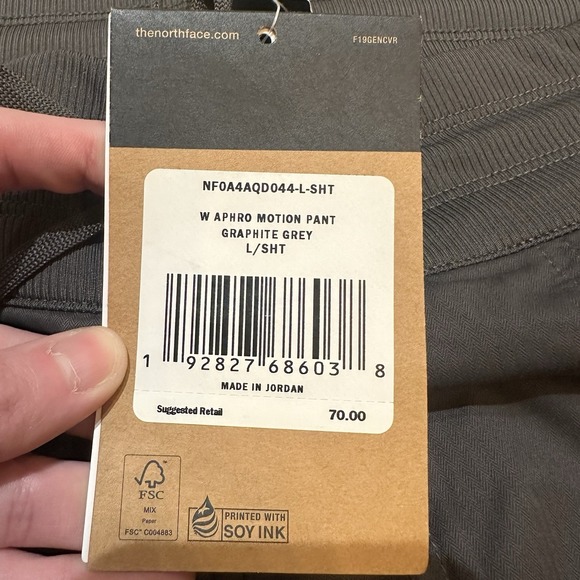 thenorthface.com F19GENCVR
NF0A4AQD044-L-SHT
W APHRO MOTION PANT
GRAPHITE GREY
L/SHT
1 92827 68603 8
MADE IN JORDAN
Suggested Retail 70.00
FSC
MIX
Paper
FSC® C004883
PRINTED WITH
SOY INK